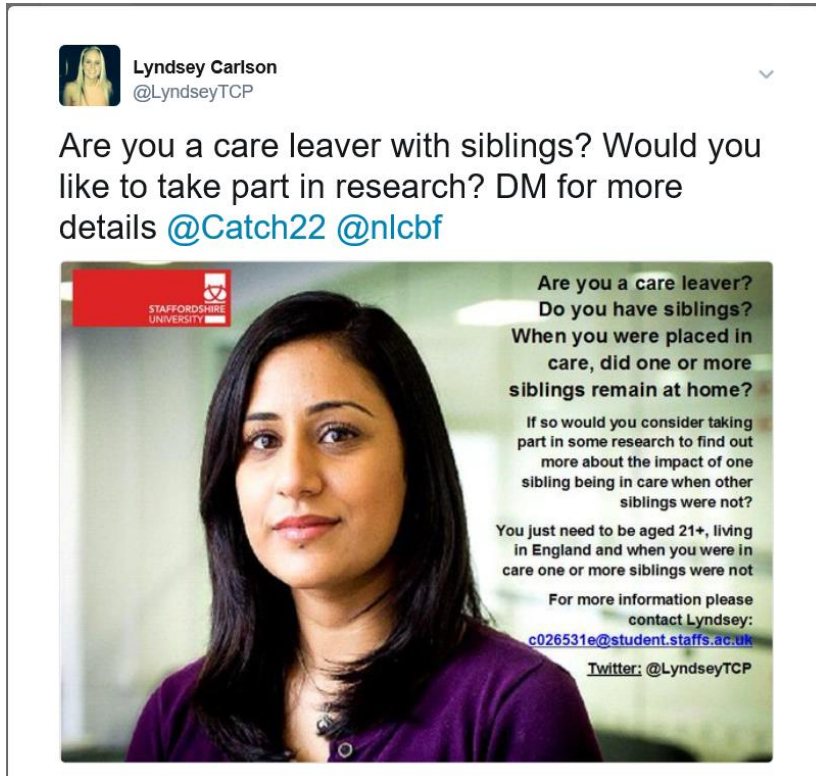 Lyndsey Carlson
@LyndseyTCP
Are you a care leaver with siblings? Would you
like to take part in research? DM for more
details @Catch22 @nlcbf
STAFFORDSHIRE
UNIVERSITY
Are you a care leaver?
Do you have siblings?
When you were placed in
care, did one or more
siblings remain at home?
If so would you consider taking
part in some research to find out
more about the impact of one
sibling being in care when other
siblings were not?
You just need to be aged 21+, living
in England and when you were in
care one or more siblings were not
For more information please
contact Lyndsey:
c026531e@student.staffs.ac.uk
Twitter: @LyndseyTCP